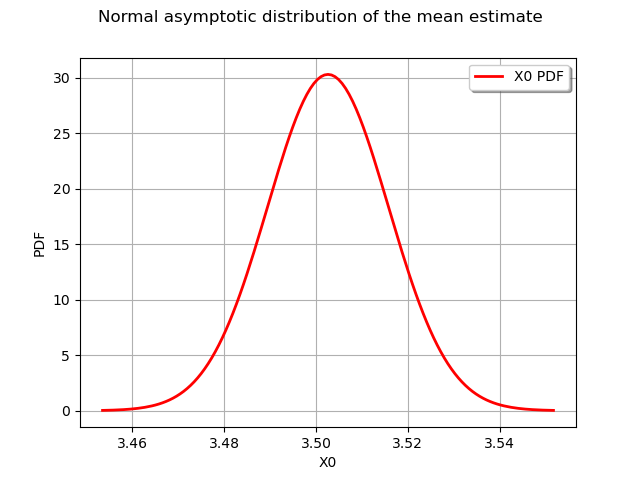 Normal asymptotic distribution of the mean estimate
X0 PDF
30
25
20
15
10
5
0
PDF
3.46 3.48 3.50 3.52 3.54
X0